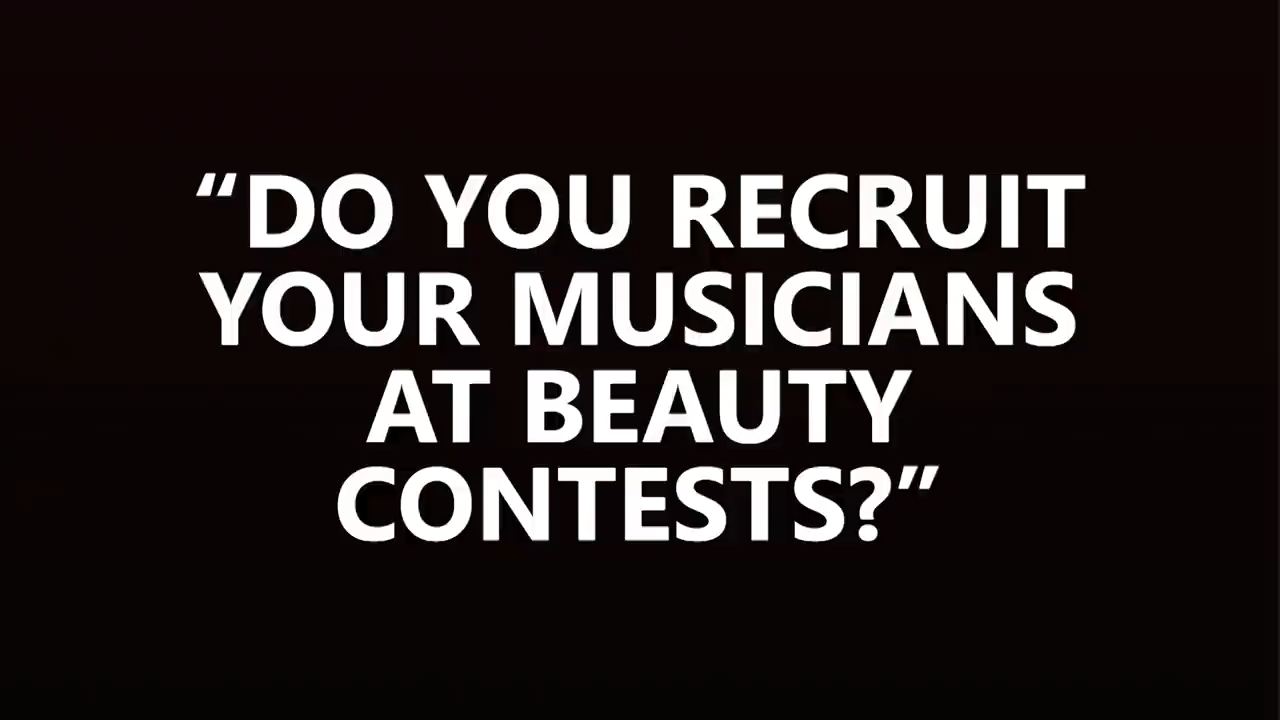 “DO YOU RECRUIT
YOUR MUSICIANS
AT BEAUTY
CONTESTS?”